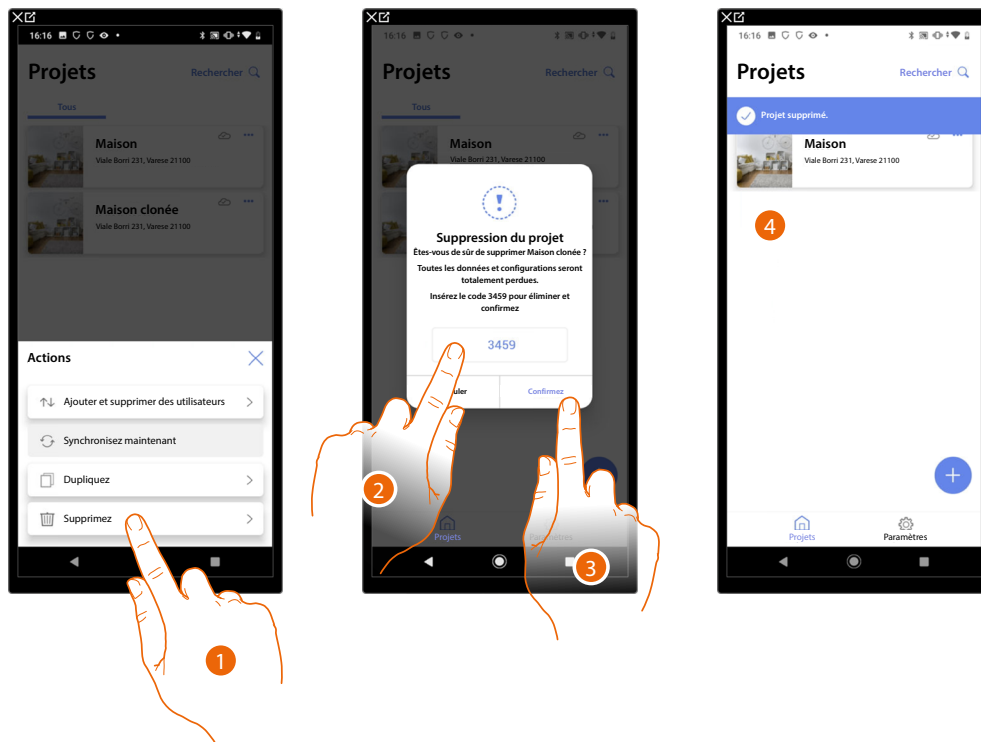 16:16
Projets
Rechercher
Tous
Maison
Viale Borri 231, Varese 21100
Maison clonée
Viale Borri 231, Varese 21100
Actions
Ajouter et supprimer des utilisateurs
Synchronisez maintenant
Dupliquez
Supprimez
1
16:16
Projets
Rechercher
Tous
Maison
Viale Borri 231, Varese 21100
Suppression du projet
Êtes-vous de sûr de supprimer Maison clonée ?
Toutes les données et configurations seront
totalement perdues.
Insérez le code 3459 pour éliminer et
confirmez
3459
uler
Confirmez
2
Projets
Paramètres
3
16:16
Projets
Rechercher
Projet supprimé.
Maison
Viale Borri 231, Varese 21100
4
Projets
Paramètres